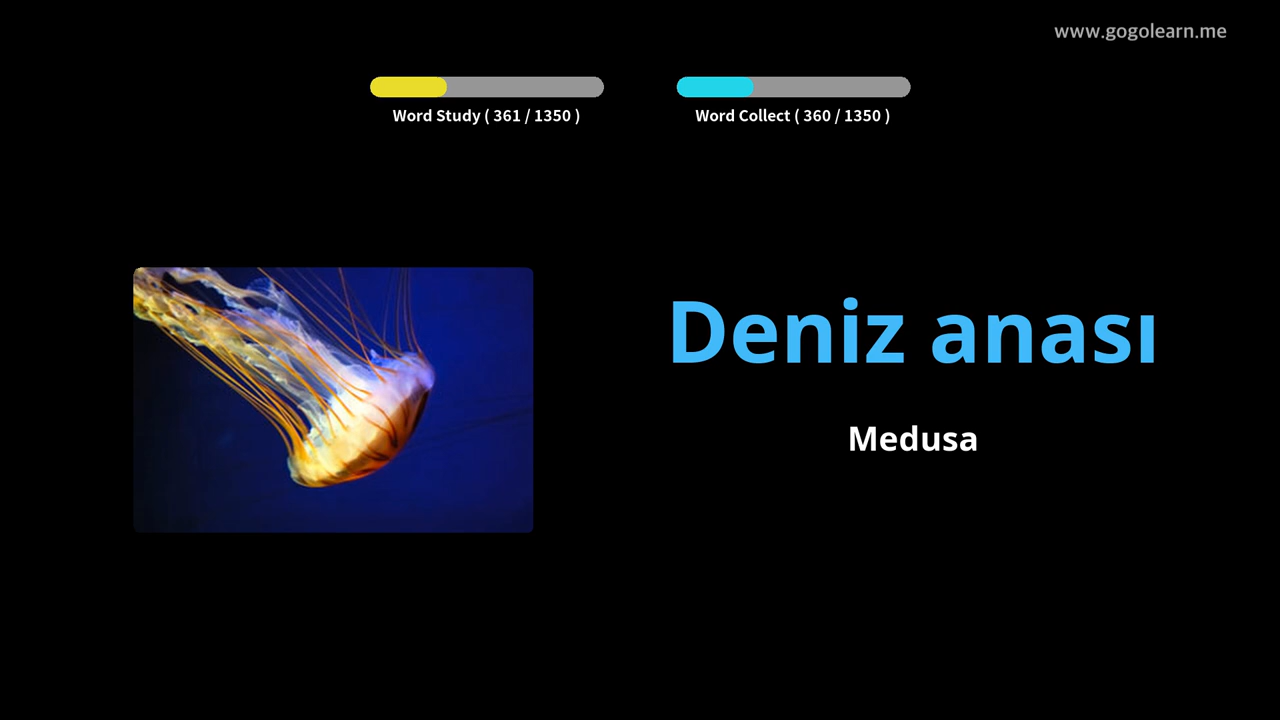 www.gogolearn.me
Word Study ( 361 / 1350 )
Word Collect ( 360 / 1350 )
Deniz anası
Medusa